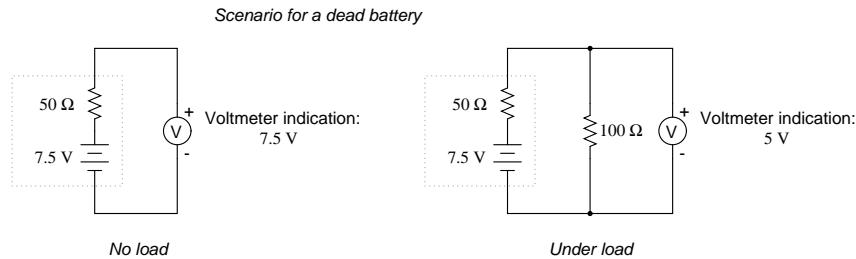 Scenario for a dead battery
50 Ω
7.5 V
V
+
-
Voltmeter indication:
7.5 V
No load
50 Ω
7.5 V
100 Ω
V
+
-
Voltmeter indication:
5 V
Under load